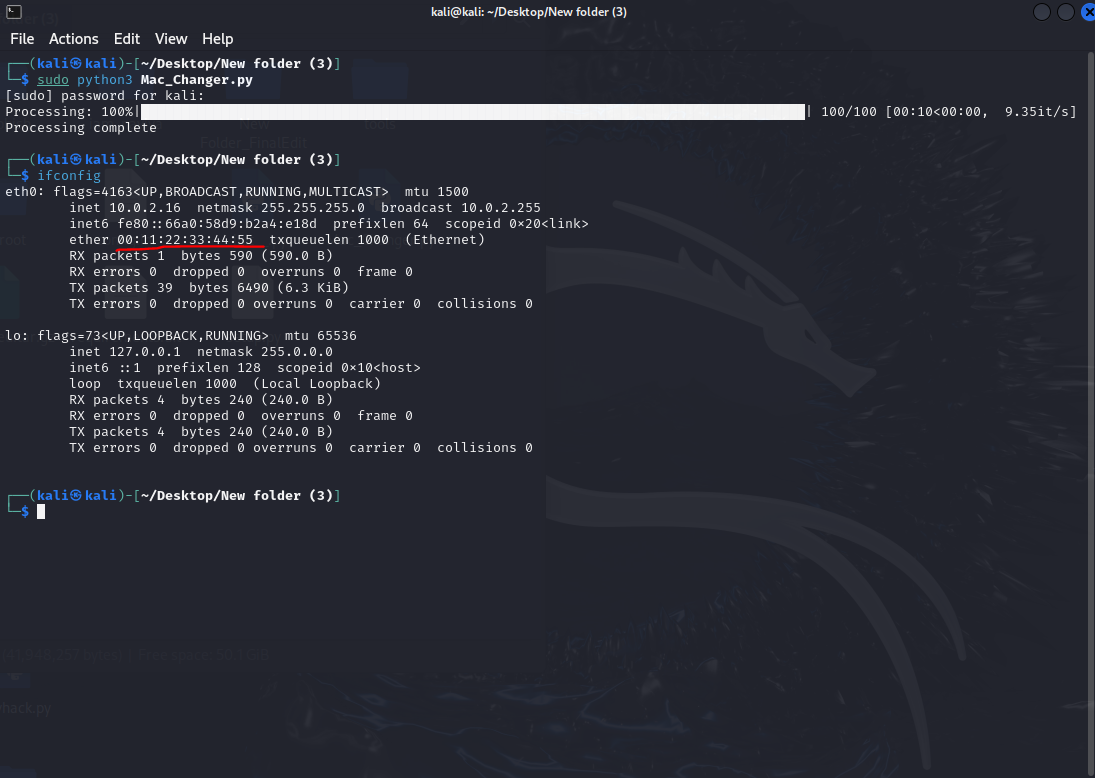 kali@kali: ~/Desktop/New folder (3)
File Actions Edit View Help
┌──(kali㉿kali)-[~/Desktop/New folder (3)]
└─$ sudo python3 Mac_Changer.py
[sudo] password for kali:
Processing: 100%|██████████| 100/100 [00:10<00:00,  9.35it/s]
Processing complete
┌──(kali㉿kali)-[~/Desktop/New folder (3)]
└─$ ifconfig
eth0: flags=4163<UP,BROADCAST,RUNNING,MULTICAST>  mtu 1500
        inet 10.0.2.16  netmask 255.255.255.0  broadcast 10.0.2.255
        inet6 fe80::66a0:58d9:b2a4:e18d  prefixlen 64  scopeid 0×20<link>
        ether 00:11:22:33:44:55  txqueuelen 1000  (Ethernet)
        RX packets 1  bytes 590 (590.0 B)
        RX errors 0  dropped 0  overruns 0  frame 0
        TX packets 39  bytes 6490 (6.3 KiB)
        TX errors 0  dropped 0 overruns 0  carrier 0  collisions 0
lo: flags=73<UP,LOOPBACK,RUNNING>  mtu 65536
        inet 127.0.0.1  netmask 255.0.0.0
        inet6 ::1  prefixlen 128  scopeid 0×10<host>
        loop  txqueuelen 1000  (Local Loopback)
        RX packets 4  bytes 240 (240.0 B)
        RX errors 0  dropped 0  overruns 0  frame 0
        TX packets 4  bytes 240 (240.0 B)
        TX errors 0  dropped 0 overruns 0  carrier 0  collisions 0
┌──(kali㉿kali)-[~/Desktop/New folder (3)]
└─$